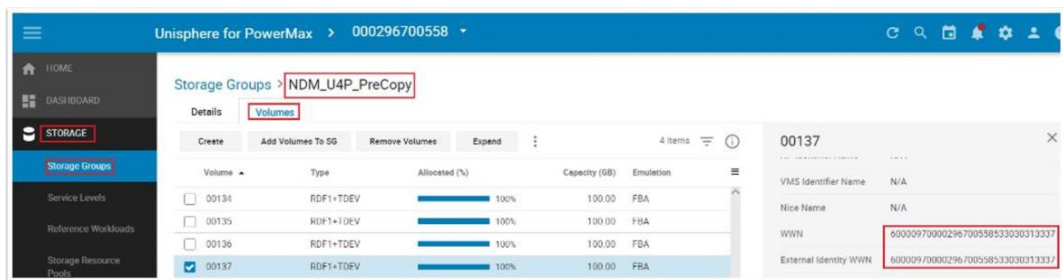 Unisphere for PowerMax > 000296700558
HOME
DASHBOARD
STORAGE
Storage Groups
Service Levels
Reference Workloads
Storage Resource
Pools
Storage Groups > NDM_U4P_PreCopy
Details Volumes
Create Add Volumes To SG Remove Volumes Expand 4 items
Volume Type Allocated (%) Capacity (GB) Emulation
00134 RDF1+TDEV 100% 100.00 FBA
00135 RDF1+TDEV 100% 100.00 FBA
00136 RDF1+TDEV 100% 100.00 FBA
00137 RDF1+TDEV 100% 100.00 FBA
00137
VMS Identifier Name N/A
Nice Name N/A
WWN 60000970000296700558533030313337
External Identity WWN 60000970000296700558533030313337